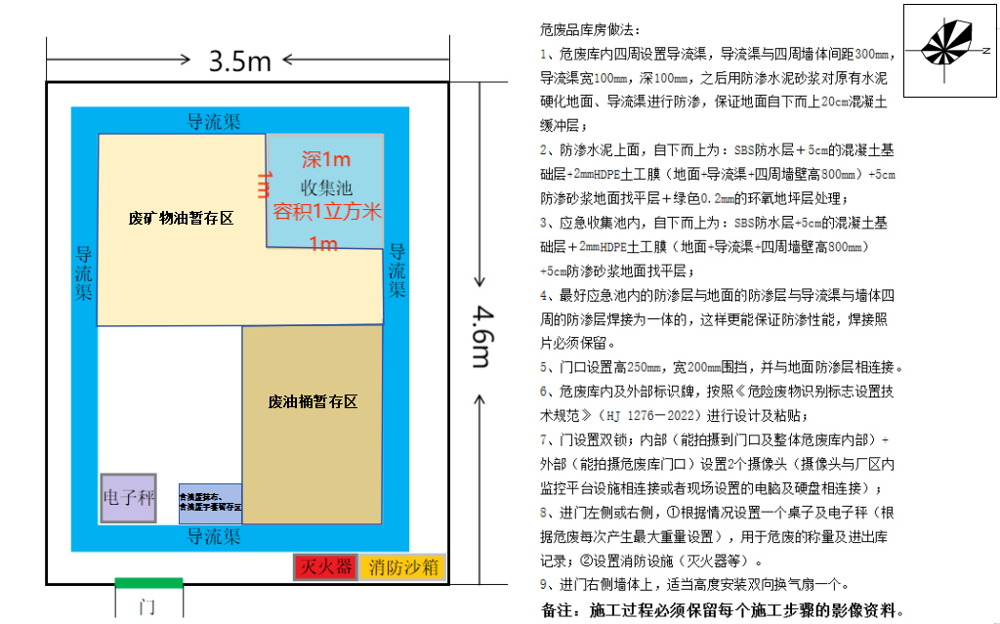 3.5m
导流渠
深1m
1m
收集池
容积1立方米
1m
废矿物油暂存区
导流渠
导流渠
4.6m
废油桶暂存区
电子秤
含油废抹布、
含油废手套暂存区
导流渠
灭火器
消防沙箱
门
N
危废品库房做法：
1、危废库内四周设置导流渠，导流渠与四周墙体间距300mm，
导流渠宽100mm，深100mm，之后用防渗水泥砂浆对原有水泥
硬化地面、导流渠进行防渗，保证地面自下而上20cm混凝土
缓冲层；
2、防渗水泥上面，自下而上为：SBS防水层＋5cm的混凝土基
础层+2mmHDPE土工膜（地面+导流渠+四周墙壁高800mm）+5cm
防渗砂浆地面找平层＋绿色0.2mm的环氧地坪层处理；
3、应急收集池内，自下而上为：SBS防水层+5cm的混凝土基
础层＋2mmHDPE土工膜（地面+导流渠+四周墙壁高800mm）
+5cm防渗砂浆地面找平层；
4、最好应急池内的防渗层与地面的防渗层与导流渠与墙体四
周的防渗层焊接为一体的，这样更能保证防渗性能，焊接照
片必须保留。
5、门口设置高250mm，宽200mm围挡，并与地面防渗层相连接。
6、危废库内及外部标识牌，按照《危险废物识别标志设置技
术规范》（HJ 1276—2022）进行设计及粘贴；
7、门设置双锁；内部（能拍摄到门口及整体危废库内部）+
外部（能拍摄危废库门口）设置2个摄像头（摄像头与厂区内
监控平台设施相连接或者现场设置的电脑及硬盘相连接）；
8、进门左侧或右侧，①根据情况设置一个桌子及电子秤（根
据危废每次产生最大重量设置），用于危废的称量及进出库
记录；②设置消防设施（灭火器等）。
9、进门右侧墙体上，适当高度安装双向换气扇一个。
备注：施工过程必须保留每个施工步骤的影像资料。